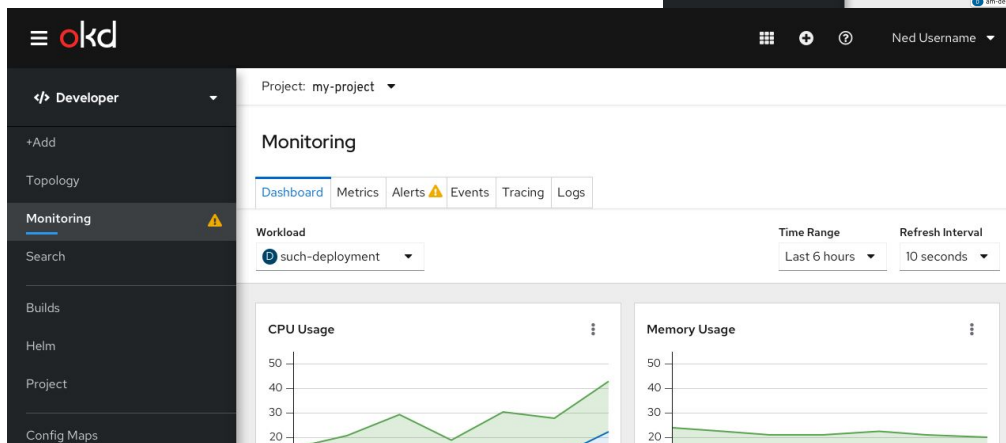 D am-de
okd
Ned Username
</> Developer
Project: my-project
+Add
Topology
Monitoring
Search
Builds
Helm
Project
Config Maps
Monitoring
Dashboard Metrics Alerts Events Tracing Logs
Workload Time Range Refresh Interval
D such-deployment Last 6 hours 10 seconds
CPU Usage
50
40
30
20
Memory Usage
50
40
30
20